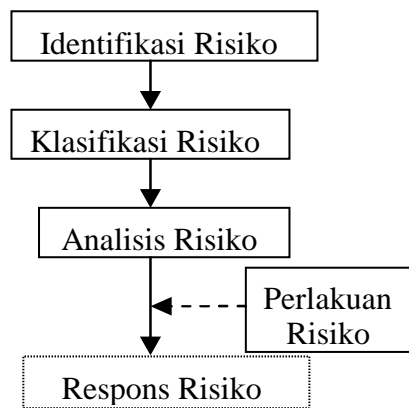 Identifikasi Risiko
Klasifikasi Risiko
Analisis Risiko
Perlakuan
Risiko
Respons Risiko